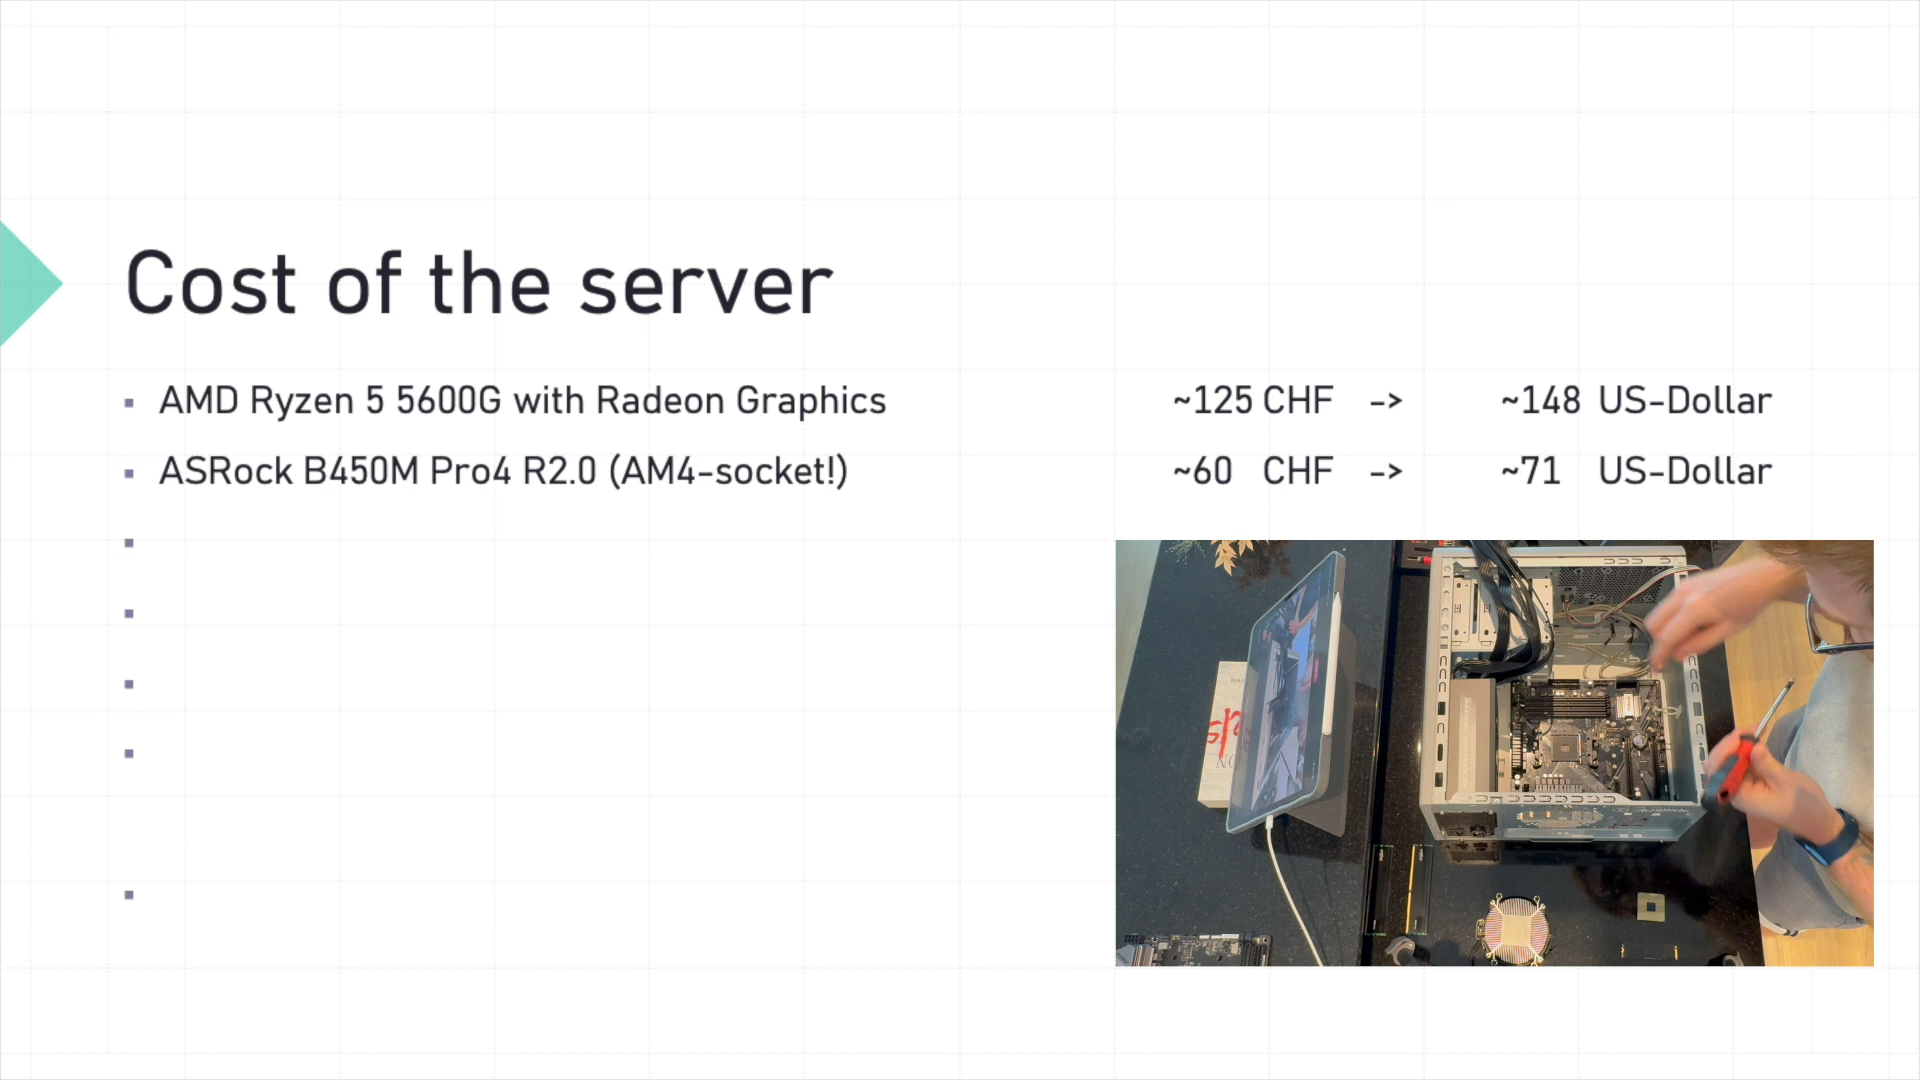 Cost of the server
AMD Ryzen 5 5600G with Radeon Graphics ~125 CHF -> ~148 US-Dollar
ASRock B450M Pro4 R2.0 (AM4-socket!) ~60 CHF -> ~71 US-Dollar